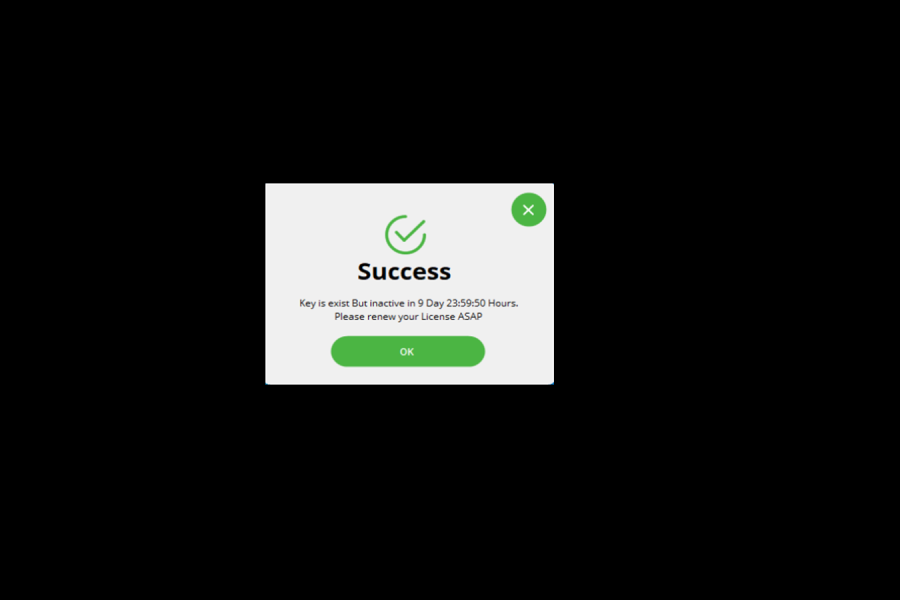 Success
Key is exist But inactive in 9 Day 23:59:50 Hours.
Please renew your License ASAP
OK